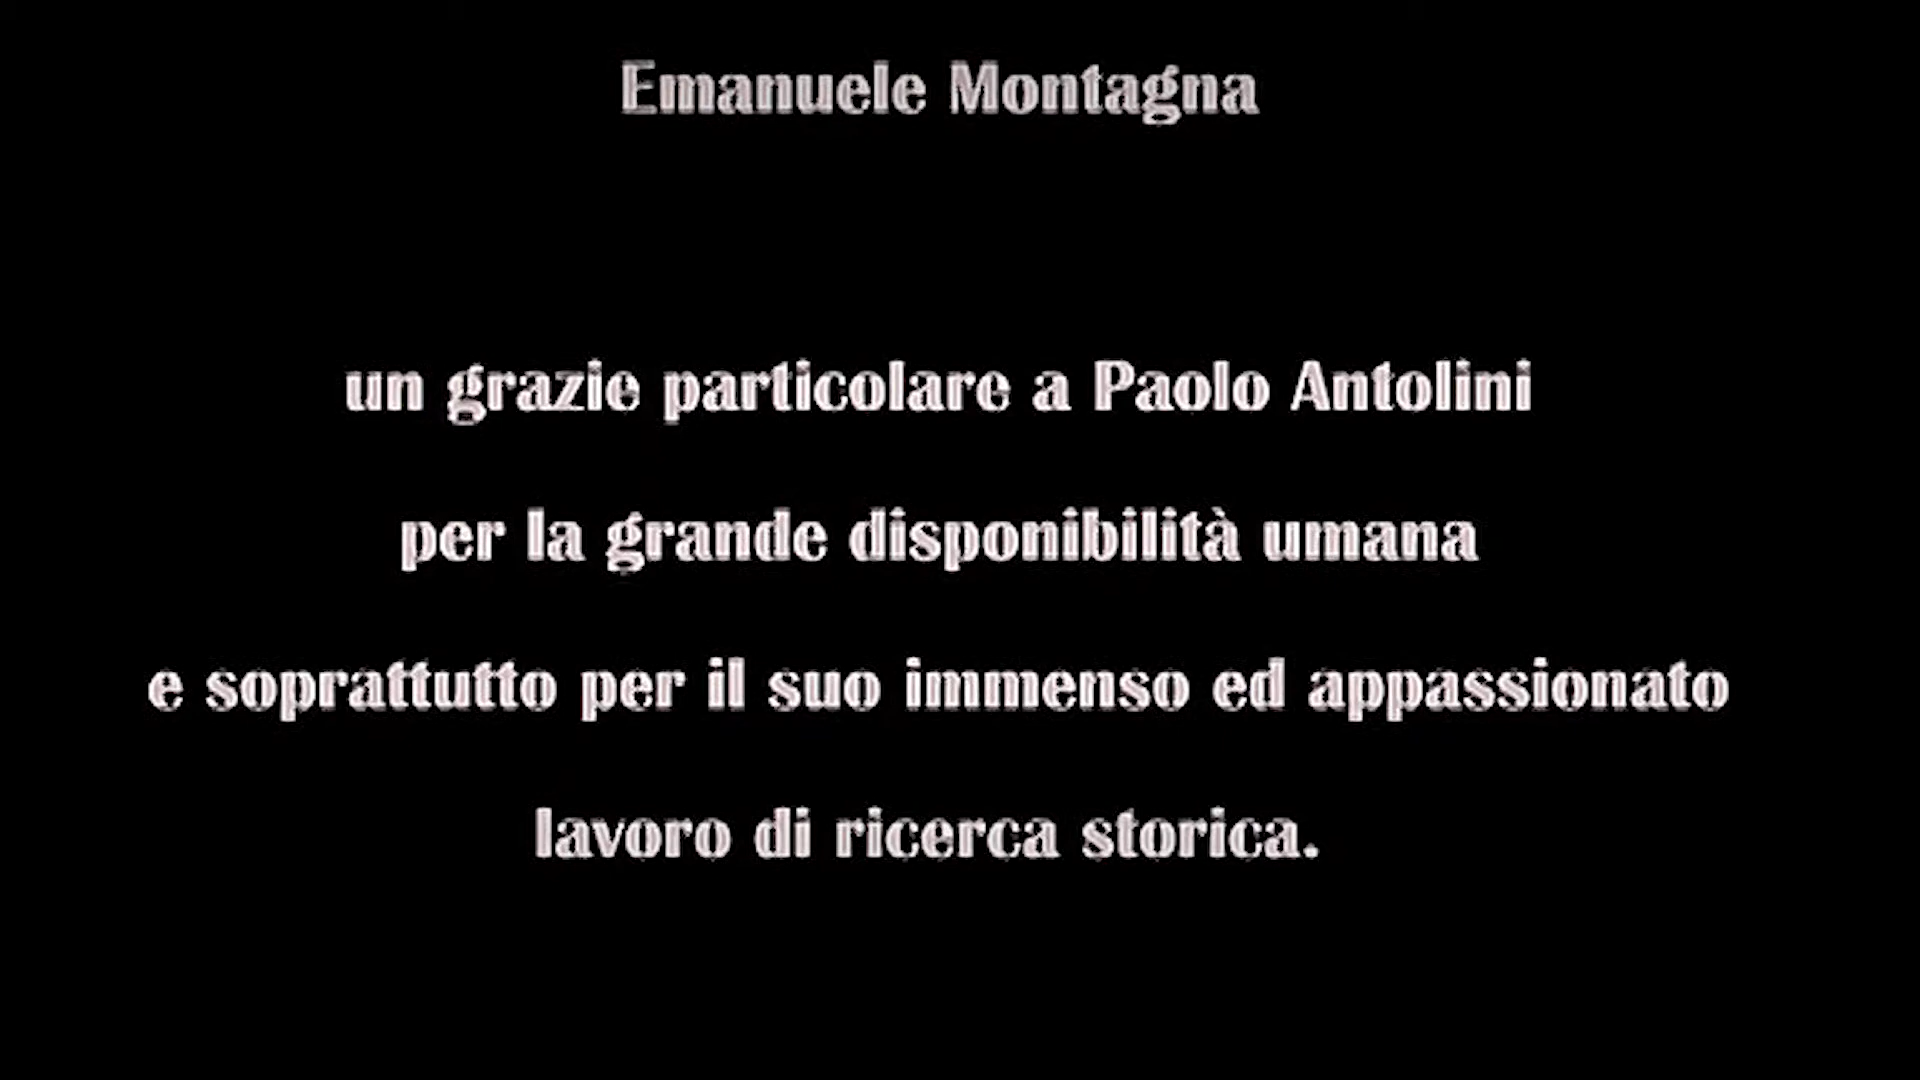 Emanuele Montagna
un grazie particolare a Paolo Antolini
per la grande disponibilità umana
e soprattutto per il suo immenso ed appassionato
lavoro di ricerca storica.